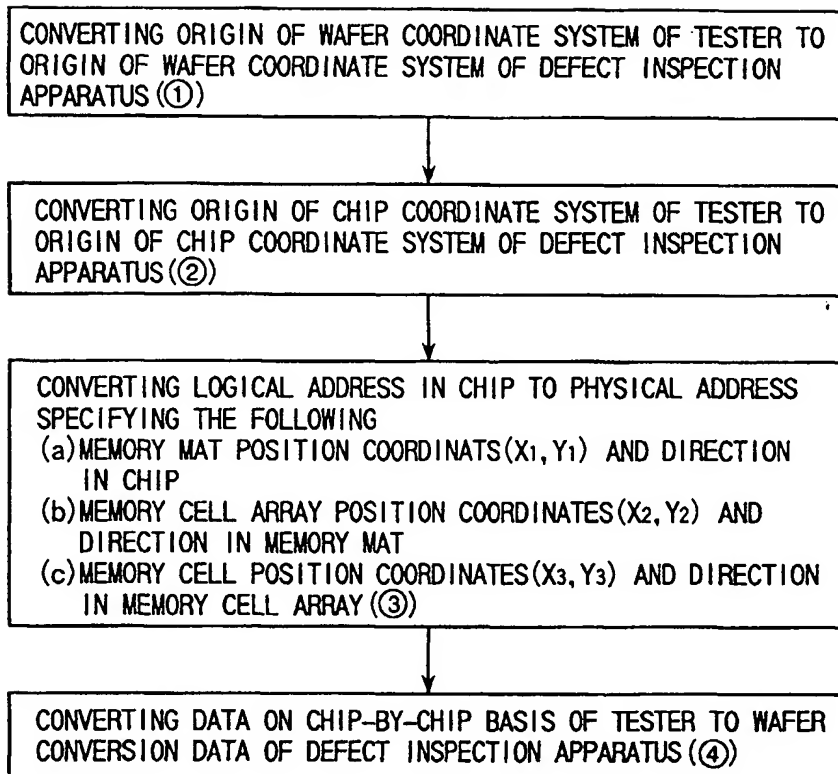 CONVERTING ORIGIN OF WAFER COORDINATE SYSTEM OF TESTER TO
ORIGIN OF WAFER COORDINATE SYSTEM OF DEFECT INSPECTION
APPARATUS(①)
CONVERTING ORIGIN OF CHIP COORDINATE SYSTEM OF TESTER TO
ORIGIN OF CHIP COORDINATE SYSTEM OF DEFECT INSPECTION
APPARATUS(②)
CONVERTING LOGICAL ADDRESS IN CHIP TO PHYSICAL ADDRESS
SPECIFYING THE FOLLOWING
(a)MEMORY MAT POSITION COORDINATS(X1,Y1) AND DIRECTION
IN CHIP
(b)MEMORY CELL ARRAY POSITION COORDINATES(X2,Y2) AND
DIRECTION IN MEMORY MAT
(c)MEMORY CELL POSITION COORDINATES(X3,Y3) AND DIRECTION
IN MEMORY CELL ARRAY(③)
CONVERTING DATA ON CHIP-BY-CHIP BASIS OF TESTER TO WAFER
CONVERSION DATA OF DEFECT INSPECTION APPARATUS(④)